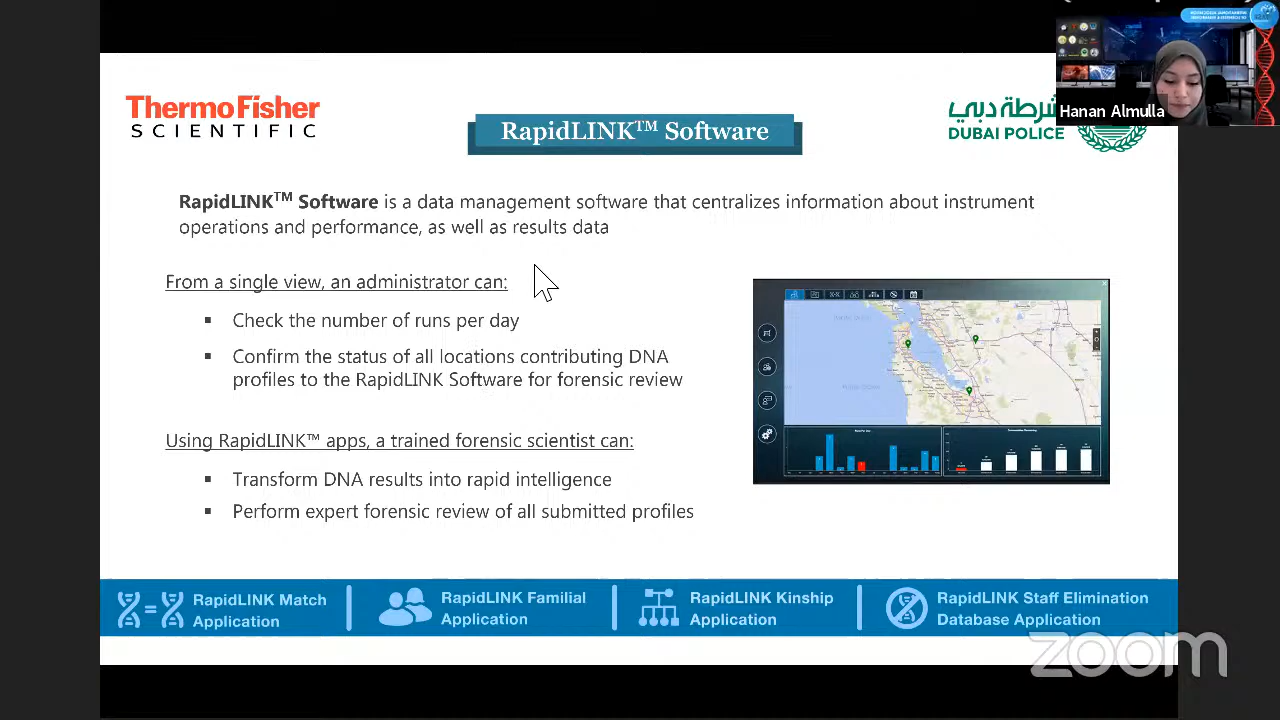 ThermoFisher
SCIENTIFIC
RapidLINK™ Software
شرطة دبي
DUBAI POLICE
Hanan Almulla
RapidLINK™ Software is a data management software that centralizes information about instrument
operations and performance, as well as results data
From a single view, an administrator can:
▪ Check the number of runs per day
▪ Confirm the status of all locations contributing DNA
profiles to the RapidLINK Software for forensic review
Using RapidLINK™ apps, a trained forensic scientist can:
▪ Transform DNA results into rapid intelligence
▪ Perform expert forensic review of all submitted profiles
RapidLINK Match
Application
RapidLINK Familial
Application
RapidLINK Kinship
Application
RapidLINK Staff Elimination
Database Application
zoom